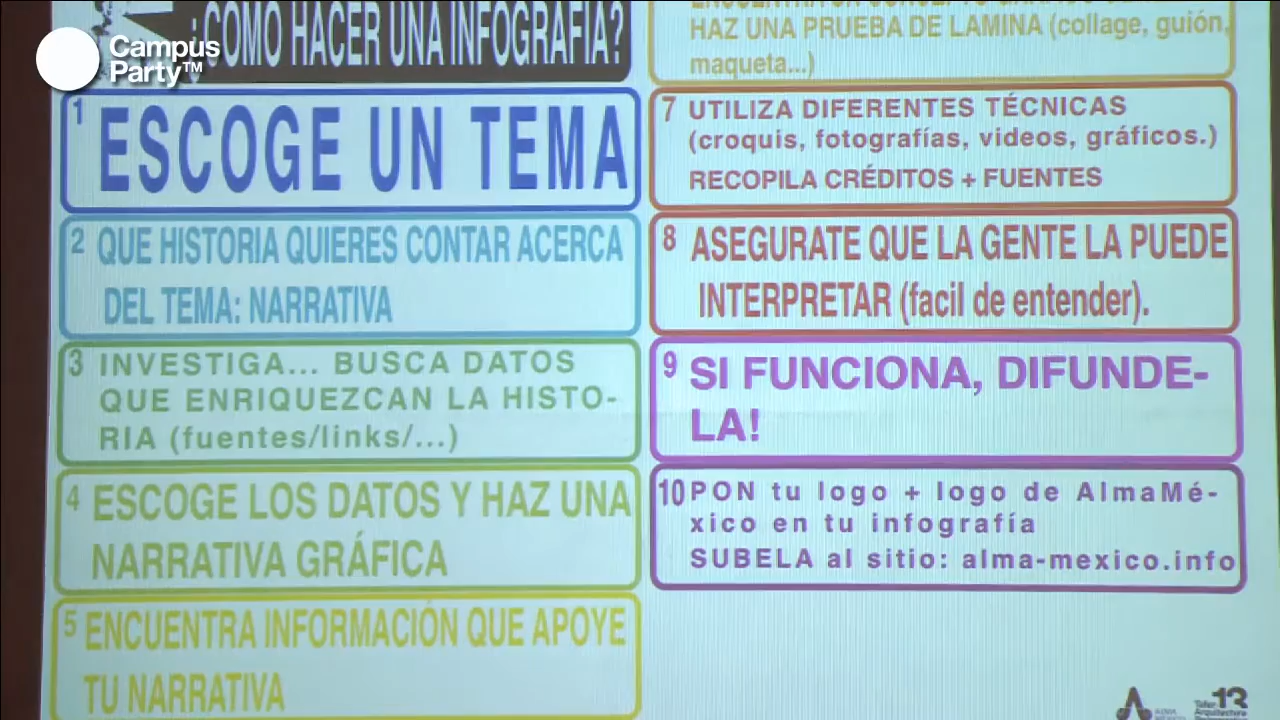 Campus
Party™
¿COMO HACER UNA INFOGRAFÍA?
1 ESCOGE UN TEMA
2 QUE HISTORIA QUIERES CONTAR ACERCA
DEL TEMA: NARRATIVA
3 INVESTIGA... BUSCA DATOS
QUE ENRIQUEZCAN LA HISTO-
RIA (fuentes/links/...)
4 ESCOGE LOS DATOS Y HAZ UNA
NARRATIVA GRÁFICA
5 ENCUENTRA INFORMACIÓN QUE APOYE
TU NARRATIVA
HAZ UNA PRUEBA DE LAMINA (collage, guión,
maqueta...)
7 UTILIZA DIFERENTES TÉCNICAS
(croquis, fotografías, videos, gráficos.)
RECOPILA CRÉDITOS + FUENTES
8 ASEGURATE QUE LA GENTE LA PUEDE
INTERPRETAR (facil de entender).
9 SI FUNCIONA, DIFUNDE-
LA!
10 PON tu logo + logo de AlmaMé-
xico en tu infografía
SUBELA al sitio: alma-mexico.info
Taller 13
Arquitectura